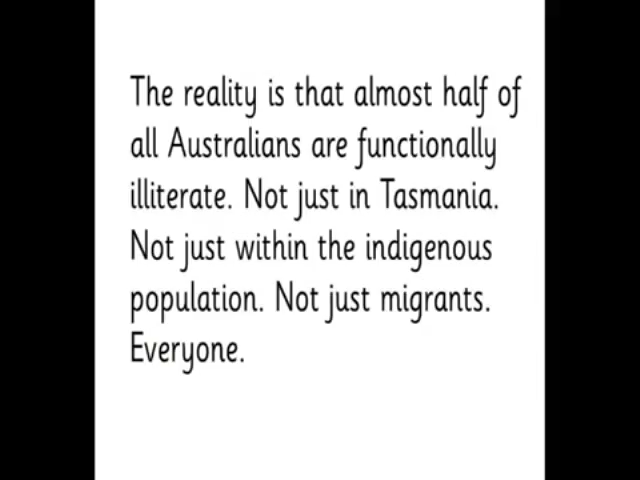 The reality is that almost half of
all Australians are functionally
illiterate. Not just in Tasmania.
Not just within the indigenous
population. Not just migrants.
Everyone.